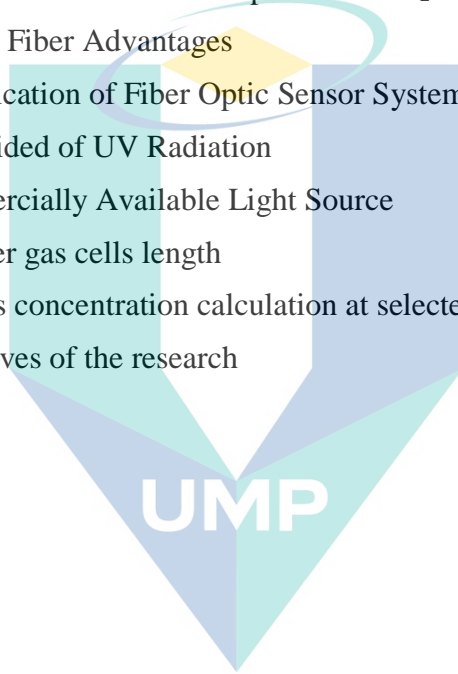 Fiber Advantages
ication of Fiber Optic Sensor System
ided of UV Radiation
ercially Available Light Source
er gas cells length
s concentration calculation at selecte
ves of the research
UMP